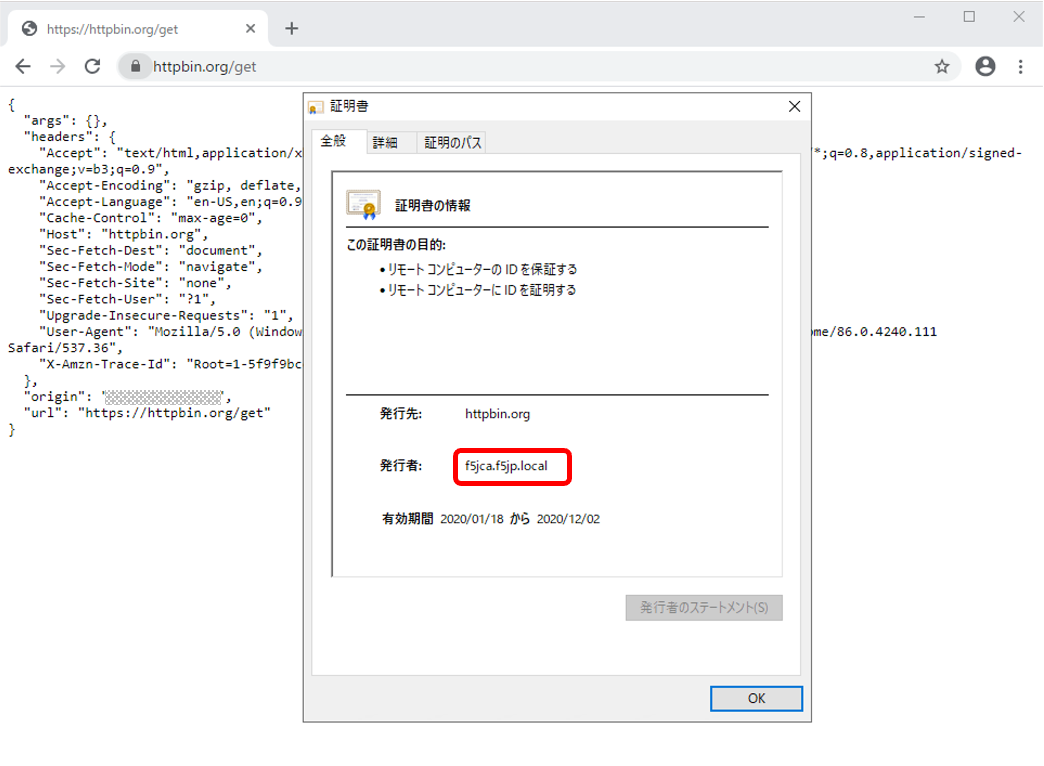 https://httpbin.org/get
httpbin.org/get
{
"args": {},
"headers": {
"Accept": "text/html,application/x
*;q=0.8,application/signed-
exchange;v=b3;q=0.9",
"Accept-Encoding": "gzip, deflate,
"Accept-Language": "en-US,en;q=0.9
"Cache-Control": "max-age=0",
"Host": "httpbin.org",
"Sec-Fetch-Dest": "document",
"Sec-Fetch-Mode": "navigate",
"Sec-Fetch-Site": "none",
"Sec-Fetch-User": "?1",
"Upgrade-Insecure-Requests": "1",
"User-Agent": "Mozilla/5.0 (Window
me/86.0.4240.111
Safari/537.36",
"X-Amzn-Trace-Id": "Root=1-5f9f9bc
},
"origin": " ",
"url": "https://httpbin.org/get"
}
証明書
全般 詳細 証明のパス
証明書の情報
この証明書の目的:
• リモート コンピューターの ID を保証する
• リモート コンピューターに ID を証明する
発行先: httpbin.org
発行者: f5jca.f5jp.local
有効期間 2020/01/18 から 2020/12/02
発行者のステートメント(S)
OK